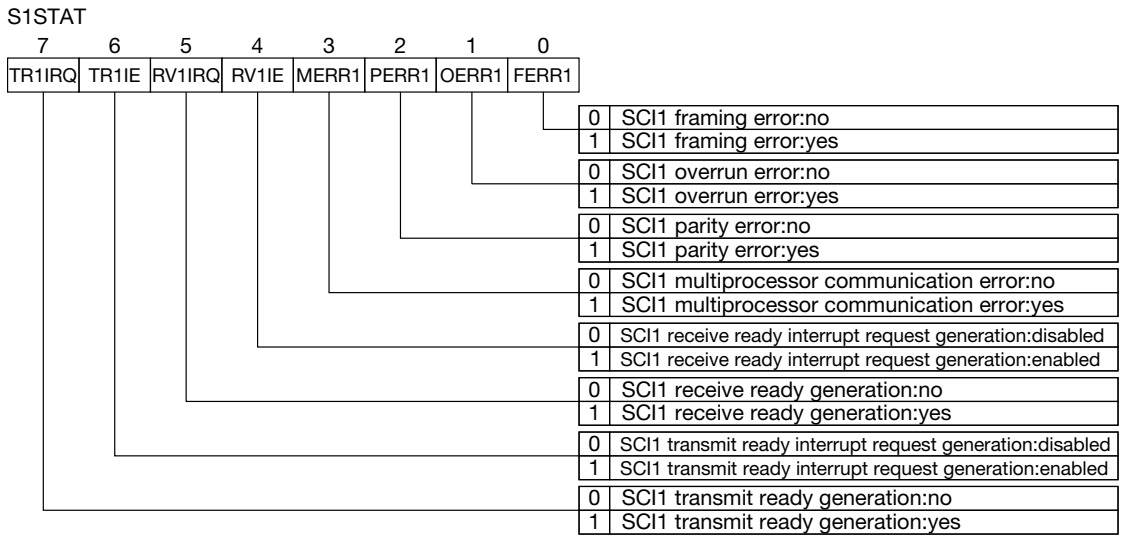 S1STAT
7 6 5 4 3 2 1 0
TR1IRQ TR1IE RV1IRQ RV1IE MERR1 PERR1 OERR1 FERR1
0 SCI1 framing error:no
1 SCI1 framing error:yes
0 SCI1 overrun error:no
1 SCI1 overrun error:yes
0 SCI1 parity error:no
1 SCI1 parity error:yes
0 SCI1 multiprocessor communication error:no
1 SCI1 multiprocessor communication error:yes
0 SCI1 receive ready interrupt request generation:disabled
1 SCI1 receive ready interrupt request generation:enabled
0 SCI1 receive ready generation:no
1 SCI1 receive ready generation:yes
0 SCI1 transmit ready interrupt request generation:disabled
1 SCI1 transmit ready interrupt request generation:enabled
0 SCI1 transmit ready generation:no
1 SCI1 transmit ready generation:yes